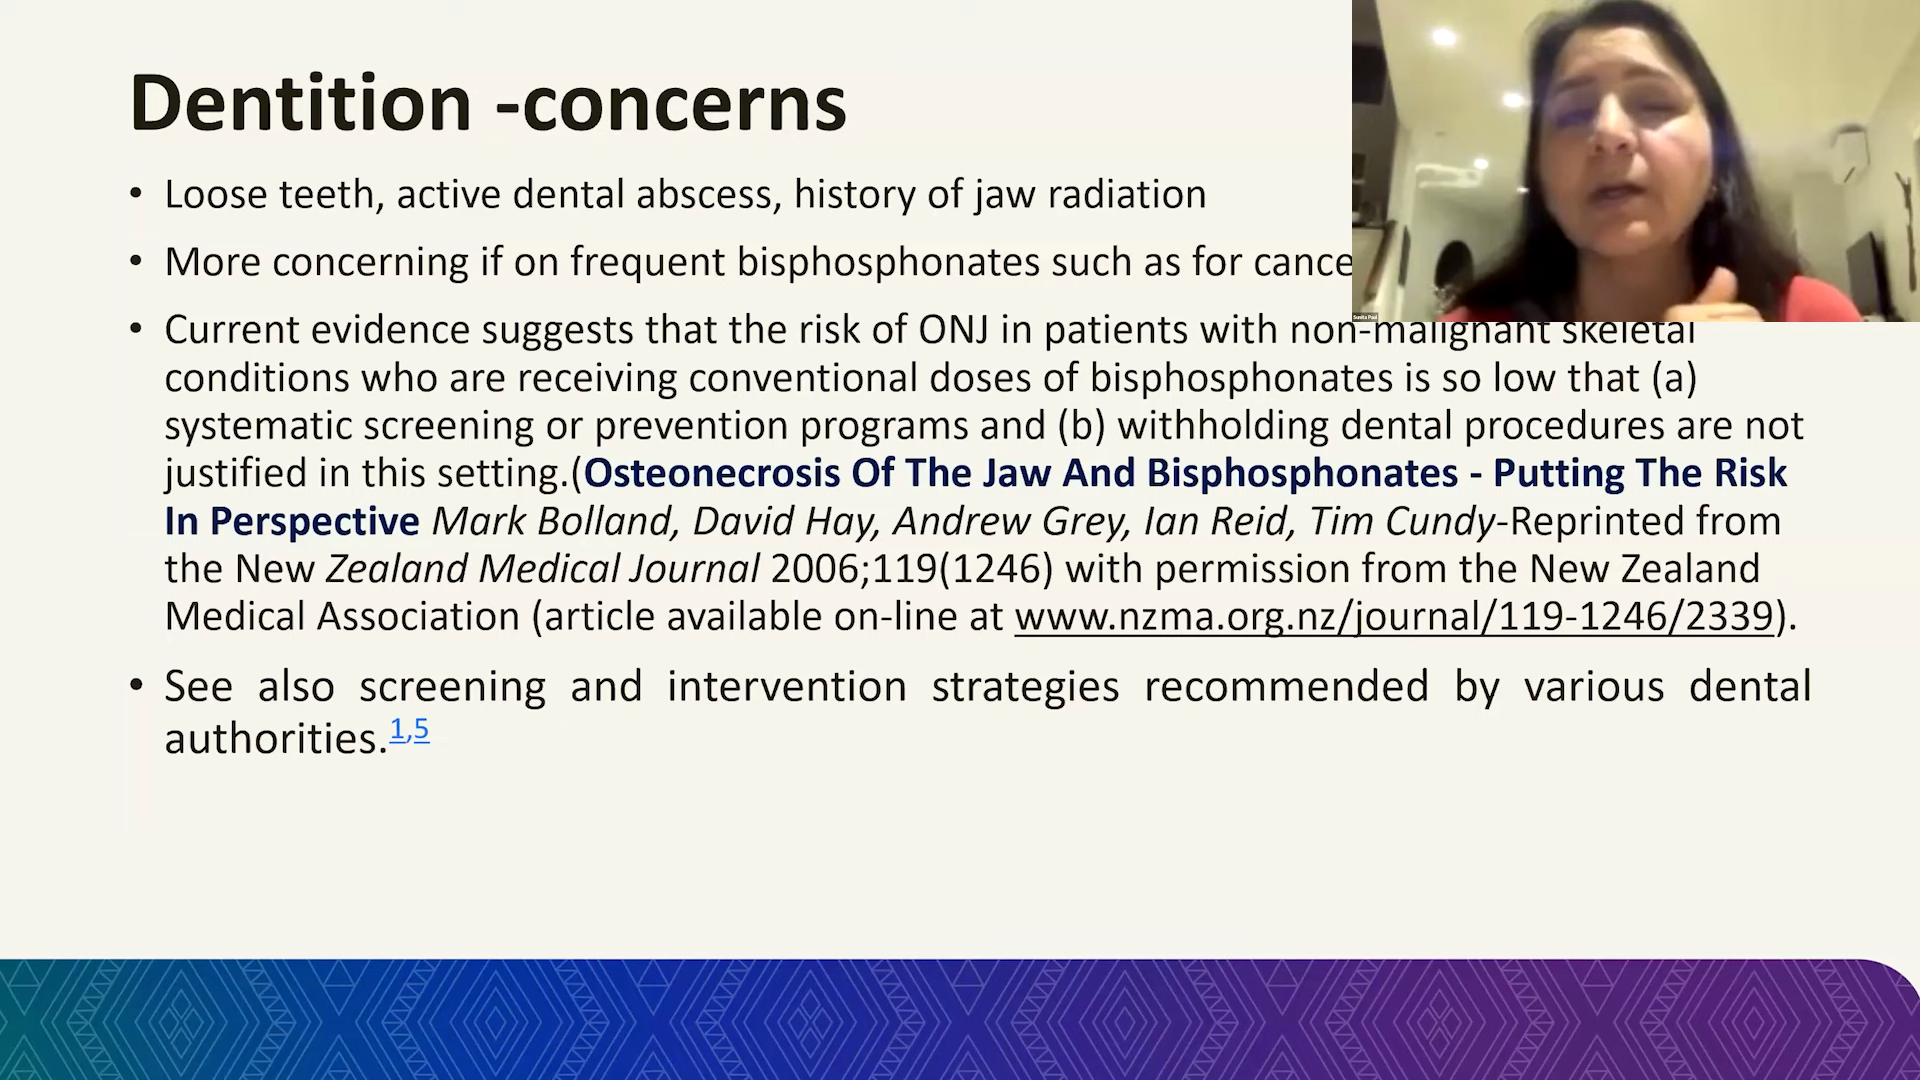 Dentition -concerns
• Loose teeth, active dental abscess, history of jaw radiation
• More concerning if on frequent bisphosphonates such as for cance
• Current evidence suggests that the risk of ONJ in patients with non-malignant skeletal
conditions who are receiving conventional doses of bisphosphonates is so low that (a)
systematic screening or prevention programs and (b) withholding dental procedures are not
justified in this setting.(Osteonecrosis Of The Jaw And Bisphosphonates - Putting The Risk
In Perspective Mark Bolland, David Hay, Andrew Grey, Ian Reid, Tim Cundy-Reprinted from
the New Zealand Medical Journal 2006;119(1246) with permission from the New Zealand
Medical Association (article available on-line at www.nzma.org.nz/journal/119-1246/2339).
• See also screening and intervention strategies recommended by various dental
authorities.1,5
Sunita Paul